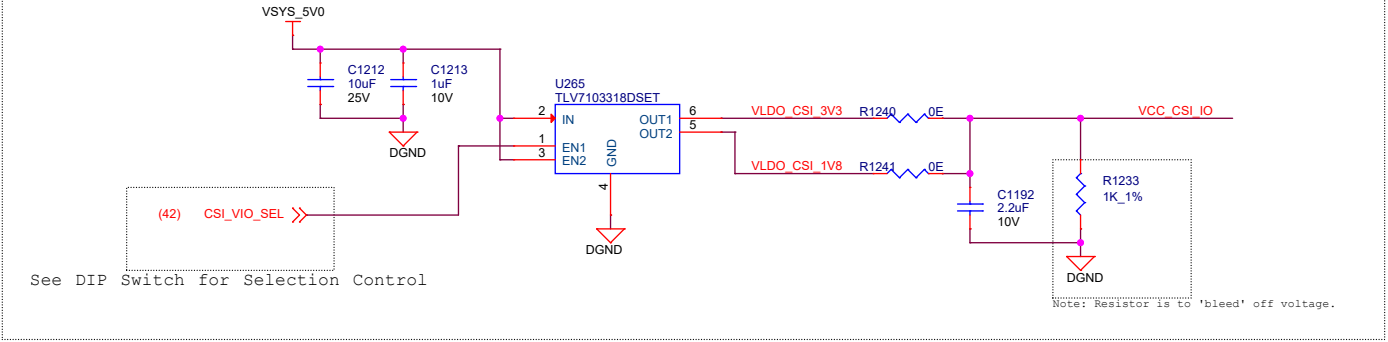 VSYS_5V0
C1212
10uF
25V
C1213
1uF
10V
DGND
U265
TLV7103318DSET
2
IN
1
EN1
3
EN2
GND
4
OUT1
6
OUT2
5
DGND
VLDO_CSI_3V3
R1240
0E
VCC_CSI_IO
VLDO_CSI_1V8
R1241
0E
C1192
2.2uF
10V
R1233
1K_1%
DGND
(42) CSI_VIO_SEL
See DIP Switch for Selection Control
Note: Resistor is to 'bleed' off voltage.